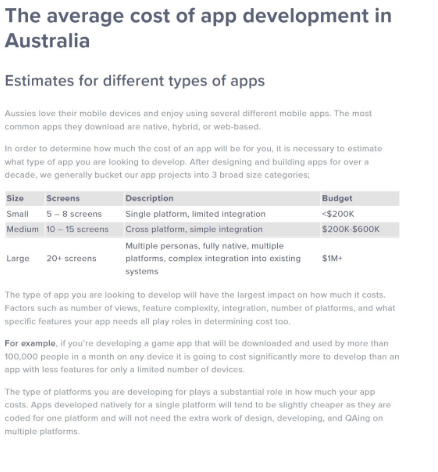 The average cost of app development in
Australia
Estimates for different types of apps
Aussies love their mobile devices and enjoy using several different mobile apps. The most
common apps they download are native, hybrid, or web-based.
In order to determine how much the cost of an app will be for you, it is necessary to estimate
what type of app you are looking to develop. After designing and building apps for over a
decade, we generally bucket our app projects into 3 broad size categories;
Size Screens Description Budget
Small 5 – 8 screens Single platform, limited integration <$200K
Medium 10 – 15 screens Cross platform, simple integration $200K-$600K
Large 20+ screens Multiple personas, fully native, multiple
platforms, complex integration into existing
systems $1M+
The type of app you are looking to develop will have the largest impact on how much it costs.
Factors such as number of views, feature complexity, integration, number of platforms, and what
specific features your app needs all play roles in determining cost too.
For example, if you're developing a game app that will be downloaded and used by more than
100,000 people in a month on any device it is going to cost significantly more to develop than an
app with less features for only a limited number of devices.
The type of platforms you are developing for plays a substantial role in how much your app
costs. Apps developed natively for a single platform will tend to be slightly cheaper as they are
coded for one platform and will not need the extra work of design, developing, and QAing on
multiple platforms.